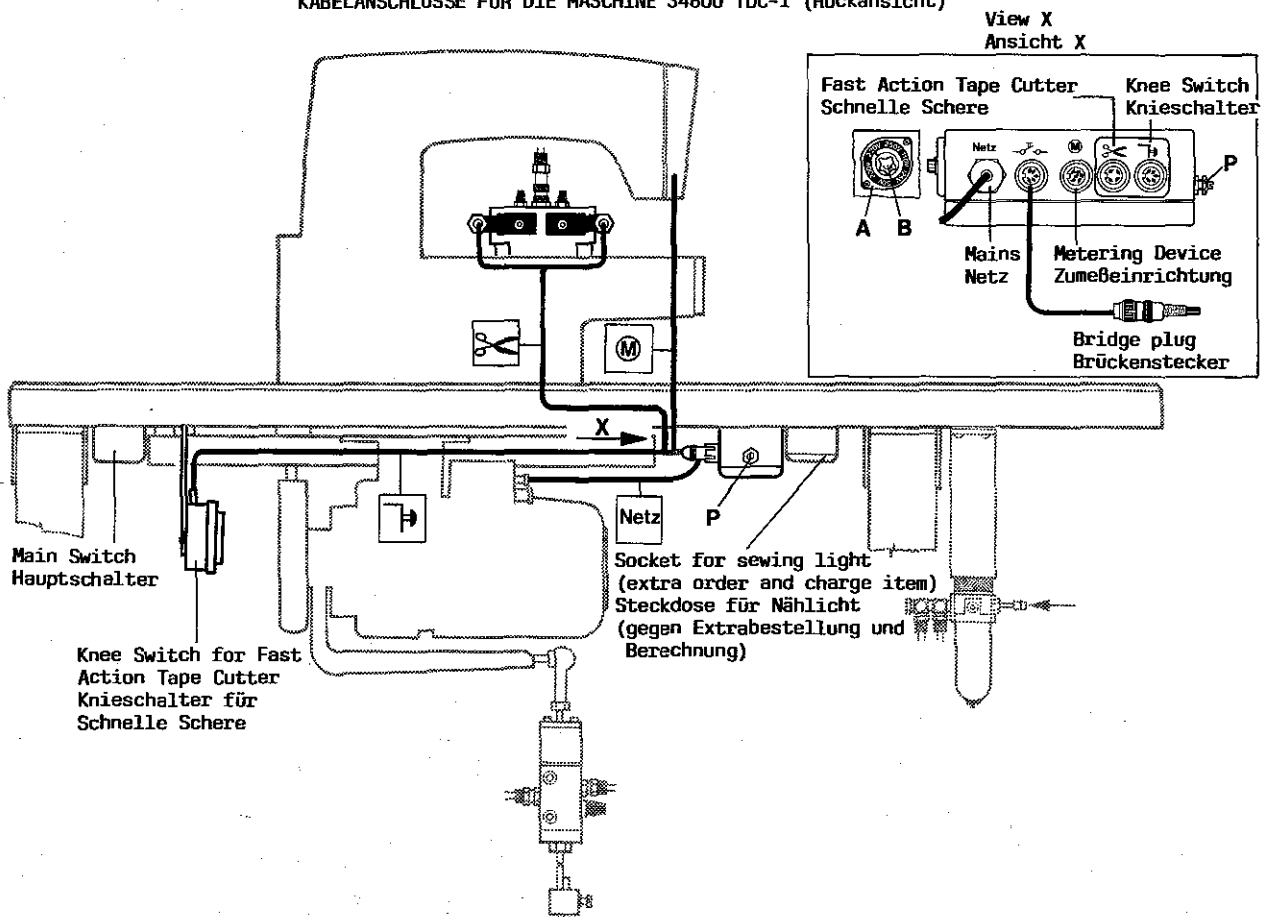 KABELANSCHLÜSSE FÜR DIE MASCHINE 34800 TDC-1 (Rückansicht)
View X
Ansicht X
Fast Action Tape Cutter
Schnelle Schere
Knee Switch
Knieschalter
Netz
M
P
A B
Mains
Netz
Metering Device
Zumeßeinrichtung
Bridge plug
Brückenstecker
M
X
Netz
P
Main Switch
Hauptschalter
Socket for sewing light
(extra order and charge item)
Steckdose für Nählicht
(gegen Extrabestellung und
Berechnung)
Knee Switch for Fast
Action Tape Cutter
Knieschalter für
Schnelle Schere